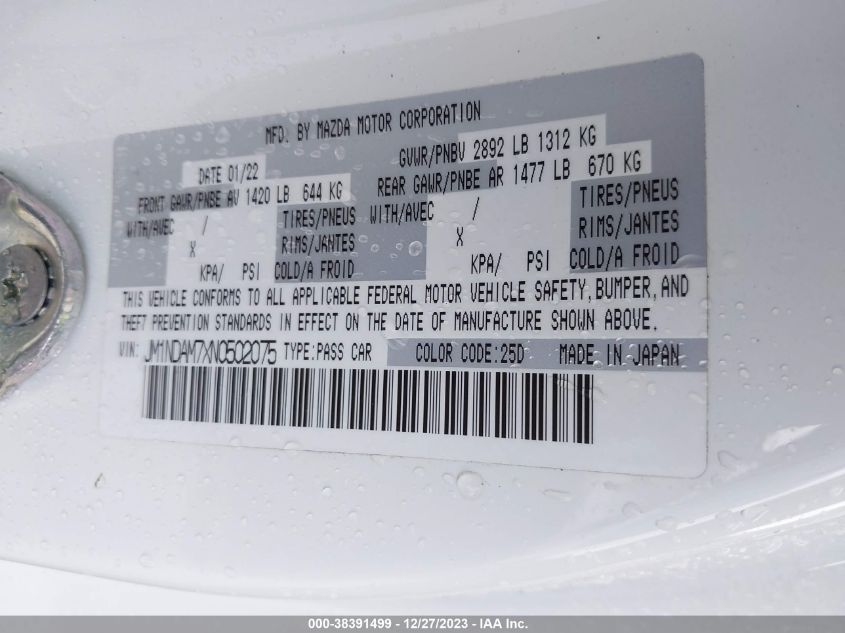 MFD. BY MAZDA MOTOR CORPORATION
DATE 01/22 GVWR/PNBV 2892 LB 1312 KG
FRONT GAWR/PNBE AV 1420 LB 644 KG REAR GAWR/PNBE AR 1477 LB 670 KG
WITH/AVEC / TIRES/PNEUS WITH/AVEC / TIRES/PNEUS
X RIMS/JANTES X RIMS/JANTES
KPA/ PSI COLD/A FROID KPA/ PSI COLD/A FROID
THIS VEHICLE CONFORMS TO ALL APPLICABLE FEDERAL MOTOR VEHICLE SAFETY, BUMPER, AND
THEFT PREVENTION STANDARDS IN EFFECT ON THE DATE OF MANUFACTURE SHOWN ABOVE.
VIN: JM1NDAM7XN0502075 TYPE:PASS CAR COLOR CODE:25D MADE IN JAPAN
000-38391499 - 12/27/2023 - IAA Inc.